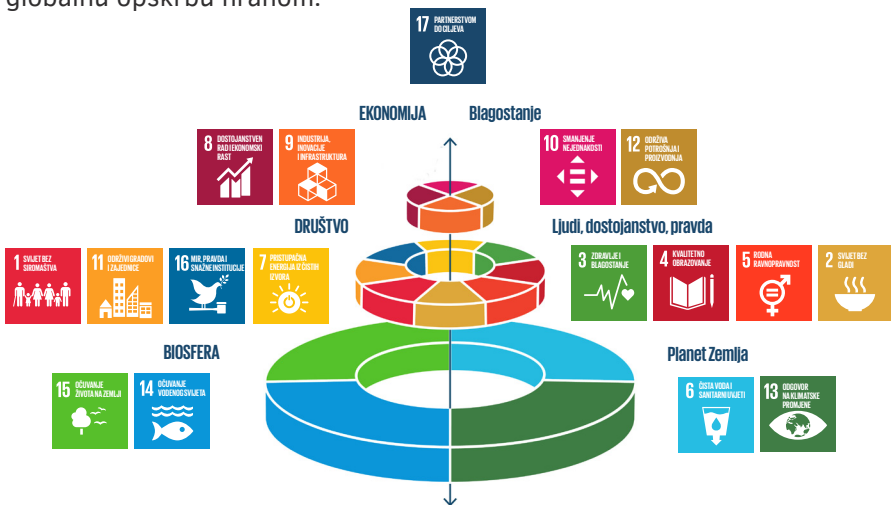 globalnu opskrbu hranom.
17 PARTNERSTVOM
DO CILJEVA
EKONOMIJA Blagostanje
8 DOSTOJANSTVEN
RAD I EKONOMSKI
RAST
9 INDUSTRIJA,
INOVACIJE
I INFRASTRUKTURA
10 SMANJENJE
NEJEDNAKOSTI
12 ODRŽIVA
POTROŠNJA I
PROIZVODNJA
DRUŠTVO Ljudi, dostojanstvo, pravda
1 SVIJET BEZ
SIROMAŠTVA
11 ODRŽIVI GRADOVI
I ZAJEDNICE
16 MIR, PRAVDA I
SNAŽNE INSTITUCIJE
7 PRISTUPAČNA
ENERGIJA IZ ČISTIH
IZVORA
3 ZDRAVLJE I
BLAGOSTANJE
4 KVALITETNO
OBRAZOVANJE
5 RODNA
RAVNOPRAVNOST
2 SVIJET BEZ
GLADI
BIOSFERA Planet Zemlja
15 OČUVANJE
ŽIVOTA NA ZEMLJI
14 OČUVANJE
VODENOG SVIJETA
6 ČISTA VODA I
SANITARNI UVJETI
13 ODGOVOR
NA KLIMATSKE
PROMJENE